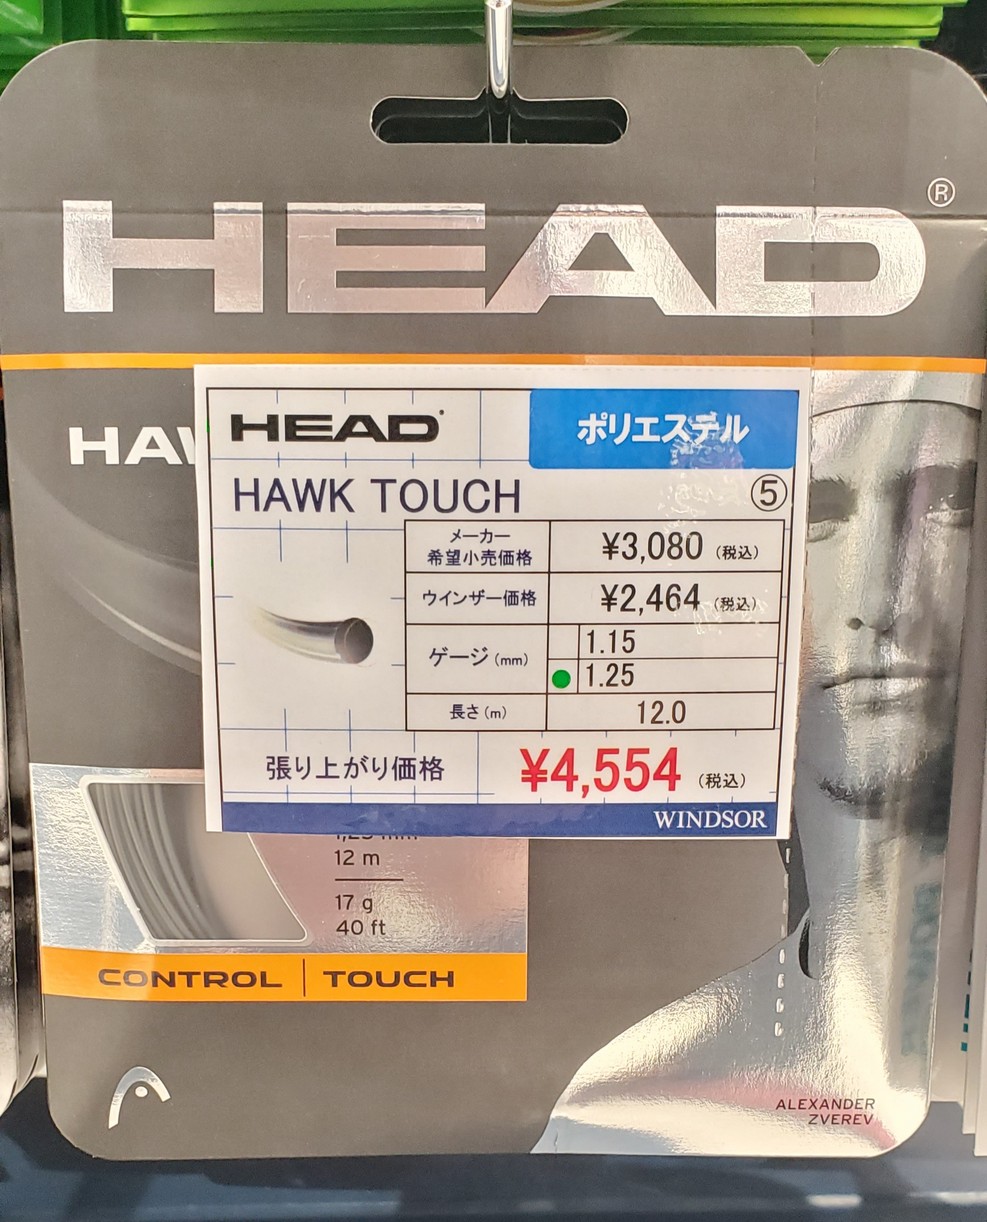 HEAD®
HEAD
ポリエステル
HAWK TOUCH
⑤
メーカー
希望小売価格
¥3,080 (税込)
ウインザー価格
¥2,464 (税込)
ゲージ(mm)
1.15
1.25
長さ(m)
12.0
張り上がり価格
¥4,554 (税込)
WINDSOR
12 m
17 g
40 ft
CONTROL | TOUCH
ALEXANDER
ZVEREV